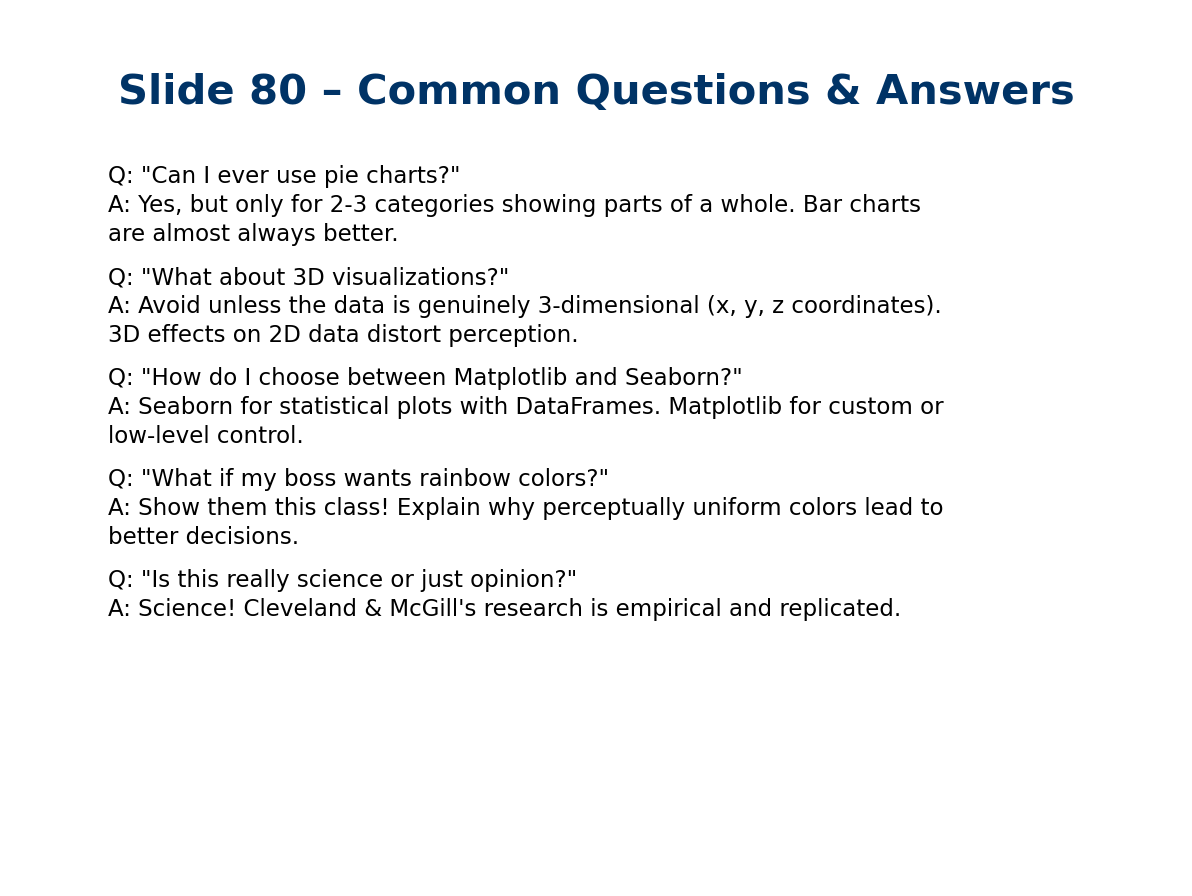 Slide 80 – Common Questions & Answers
Q: "Can I ever use pie charts?"
A: Yes, but only for 2-3 categories showing parts of a whole. Bar charts
are almost always better.
Q: "What about 3D visualizations?"
A: Avoid unless the data is genuinely 3-dimensional (x, y, z coordinates).
3D effects on 2D data distort perception.
Q: "How do I choose between Matplotlib and Seaborn?"
A: Seaborn for statistical plots with DataFrames. Matplotlib for custom or
low-level control.
Q: "What if my boss wants rainbow colors?"
A: Show them this class! Explain why perceptually uniform colors lead to
better decisions.
Q: "Is this really science or just opinion?"
A: Science! Cleveland & McGill's research is empirical and replicated.